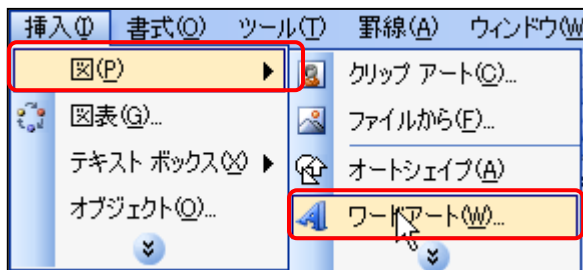 挿入(I) 書式(O) ツール(T) 罫線(A) ウィンドウ(W
図(P)
図表(G)...
テキスト ボックス(X)
オブジェクト(O)...
クリップ アート(C)...
ファイルから(F)...
オートシェイプ(A)
ワードアート(W)...